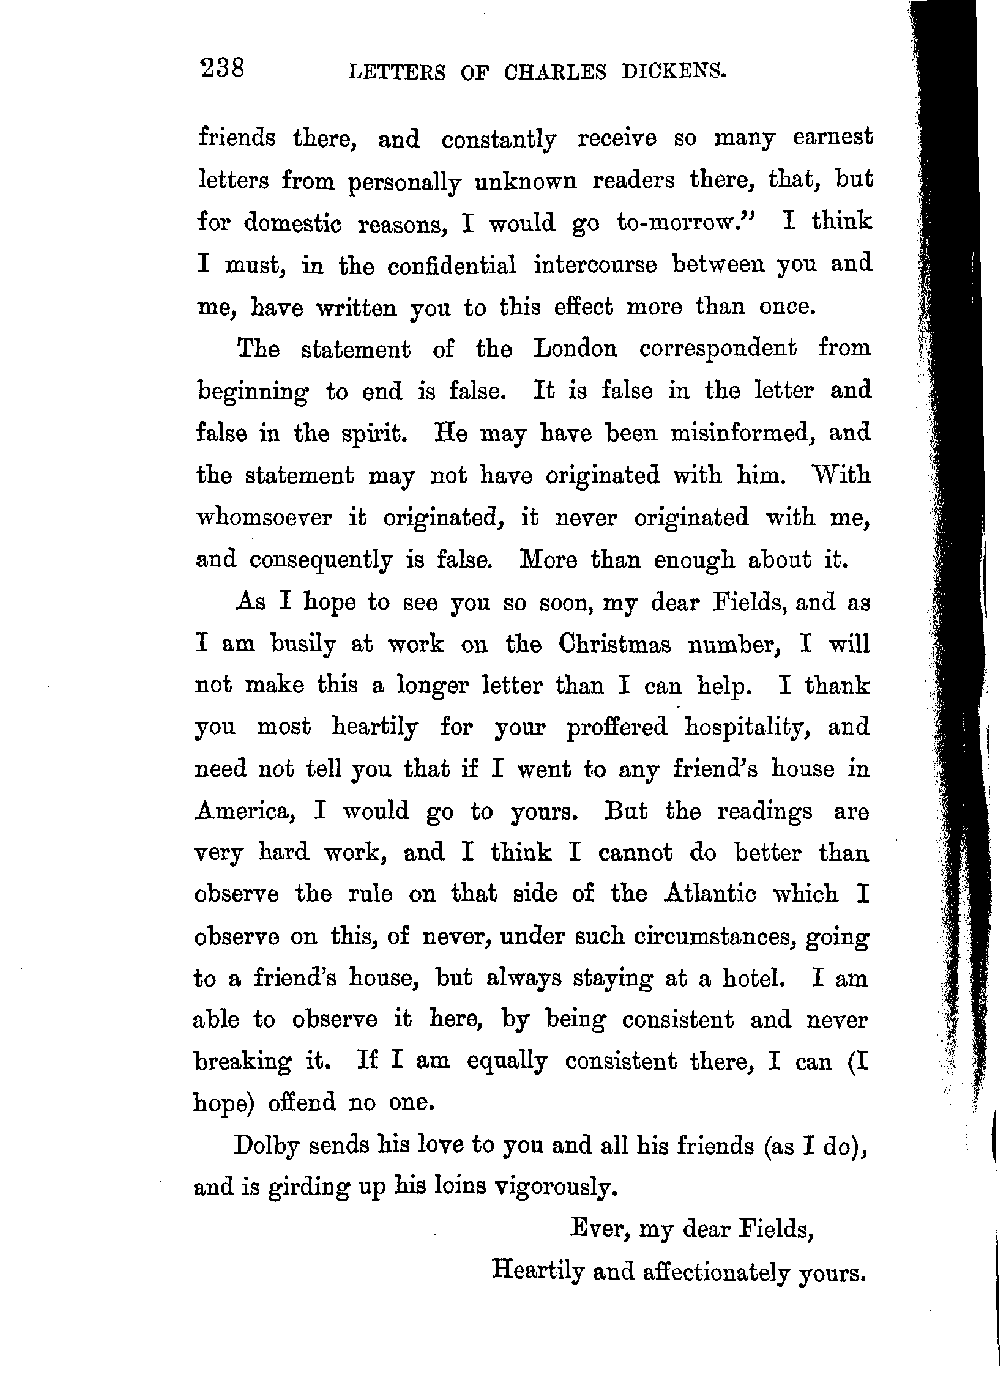 238 LETTERS OF CHARLES DICKENS.
friends there, and constantly receive so many earnest
letters from personally unknown readers there, that, but
for domestic reasons, I would go to-morrow.” I think
I must, in the confidential intercourse between you and
me, have written you to this effect more than once.
The statement of the London correspondent from
beginning to end is false. It is false in the letter and
false in the spirit. He may have been misinformed, and
the statement may not have originated with him. With
whomsoever it originated, it never originated with me,
and consequently is false. More than enough about it.
As I hope to see you so soon, my dear Fields, and as
I am busily at work on the Christmas number, I will
not make this a longer letter than I can help. I thank
you most heartily for your proffered hospitality, and
need not tell you that if I went to any friend’s house in
America, I would go to yours. But the readings are
very hard work, and I think I cannot do better than
observe the rule on that side of the Atlantic which I
observe on this, of never, under such circumstances, going
to a friend’s house, but always staying at a hotel. I am
able to observe it here, by being consistent and never
breaking it. If I am equally consistent there, I can (I
hope) offend no one.
Dolby sends his love to you and all his friends (as I do),
and is girding up his loins vigorously.
Ever, my dear Fields,
Heartily and affectionately yours.